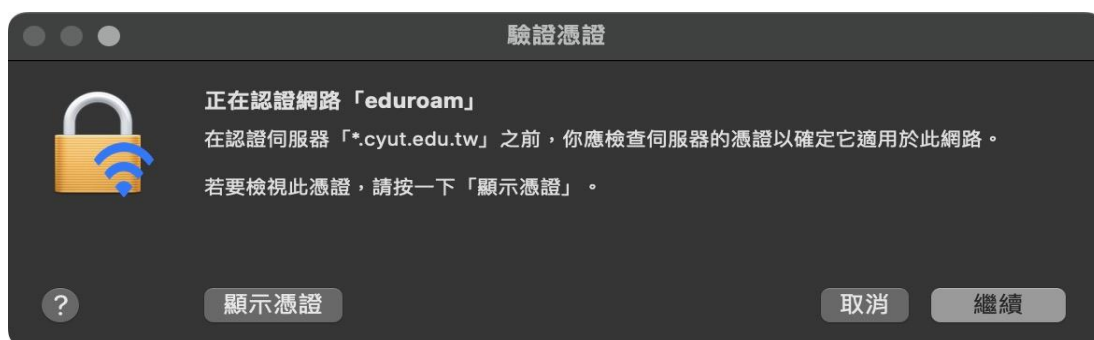 驗證憑證
正在認證網路「eduroam」
在認證伺服器「*.cyut.edu.tw」之前，你應檢查伺服器的憑證以確定它適用於此網路。
若要檢視此憑證，請按一下「顯示憑證」。
?
顯示憑證
取消
繼續